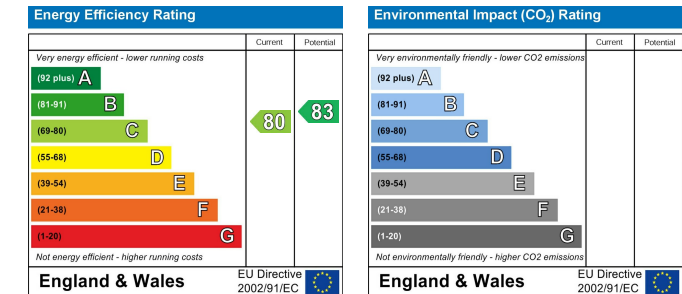 Energy Efficiency Rating
Current Potential
Very energy efficient - lower running costs
(92 plus) A
(81-91) B
(69-80) C
(55-68) D
(39-54) E
(21-38) F
(1-20) G
80
83
Not energy efficient - higher running costs
England & Wales
EU Directive
2002/91/EC
Environmental Impact (CO₂) Rating
Current Potential
Very environmentally friendly - lower CO2 emissions
(92 plus) A
(81-91) B
(69-80) C
(55-68) D
(39-54) E
(21-38) F
(1-20) G
Not environmentally friendly - higher CO2 emissions
England & Wales
EU Directive
2002/91/EC